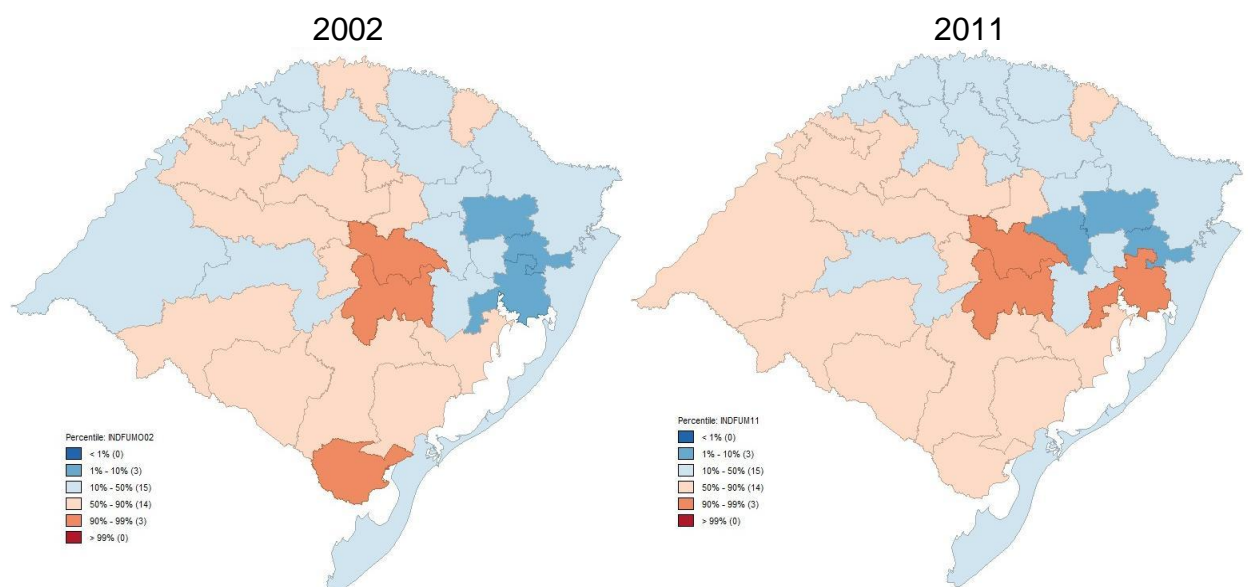 2002
2011
Percentile: INDFUMO02
< 1% (0)
1% - 10% (3)
10% - 50% (15)
50% - 90% (14)
90% - 99% (3)
> 99% (0)
Percentile: INDFUM11
< 1% (0)
1% - 10% (3)
10% - 50% (15)
50% - 90% (14)
90% - 99% (3)
> 99% (0)